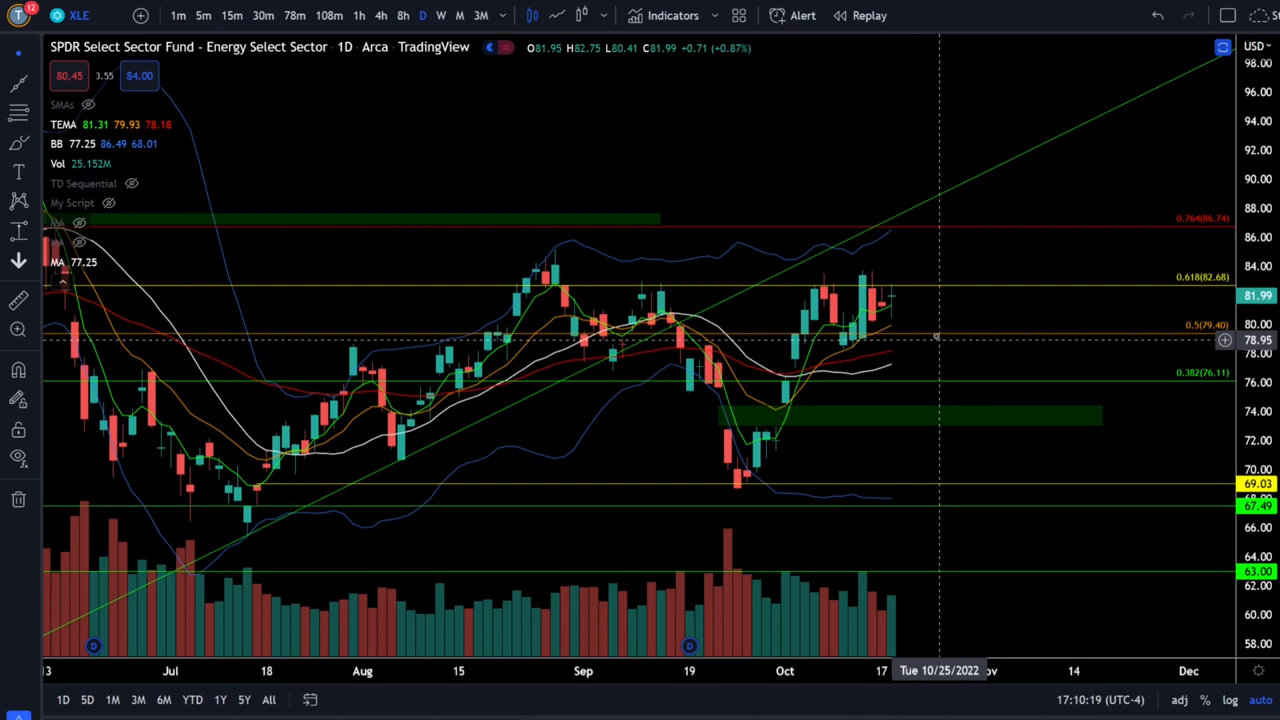 T 12 XLE 1m 5m 15m 30m 78m 108m 1h 4h 8h D W M 3M Indicators Alert Replay
SPDR Select Sector Fund - Energy Select Sector · 1D · Arca · TradingView O81.95 H82.75 L80.41 C81.99 +0.71 (+0.87%) USD
80.45 3.55 84.00
SMAs
TEMA 81.31 79.93 78.18
BB 77.25 86.49 68.01
Vol 25.152M
TD Sequential
My Script
MA
MA 77.25
98.00
96.00
94.00
92.00
90.00
88.00
0.764(86.74)
86.00
84.00
0.618(82.68)
81.99
80.00
0.5(79.40)
78.95
78.00
0.382(76.11)
76.00
74.00
72.00
70.00
69.03
68.00
67.49
66.00
64.00
63.00
62.00
60.00
58.00
D D
13 Jul 18 Aug 15 Sep 19 Oct 17 Tue 10/25/2022 ov 14 Dec
1D 5D 1M 3M 6M YTD 1Y 5Y All 17:10:19 (UTC-4) adj % log auto